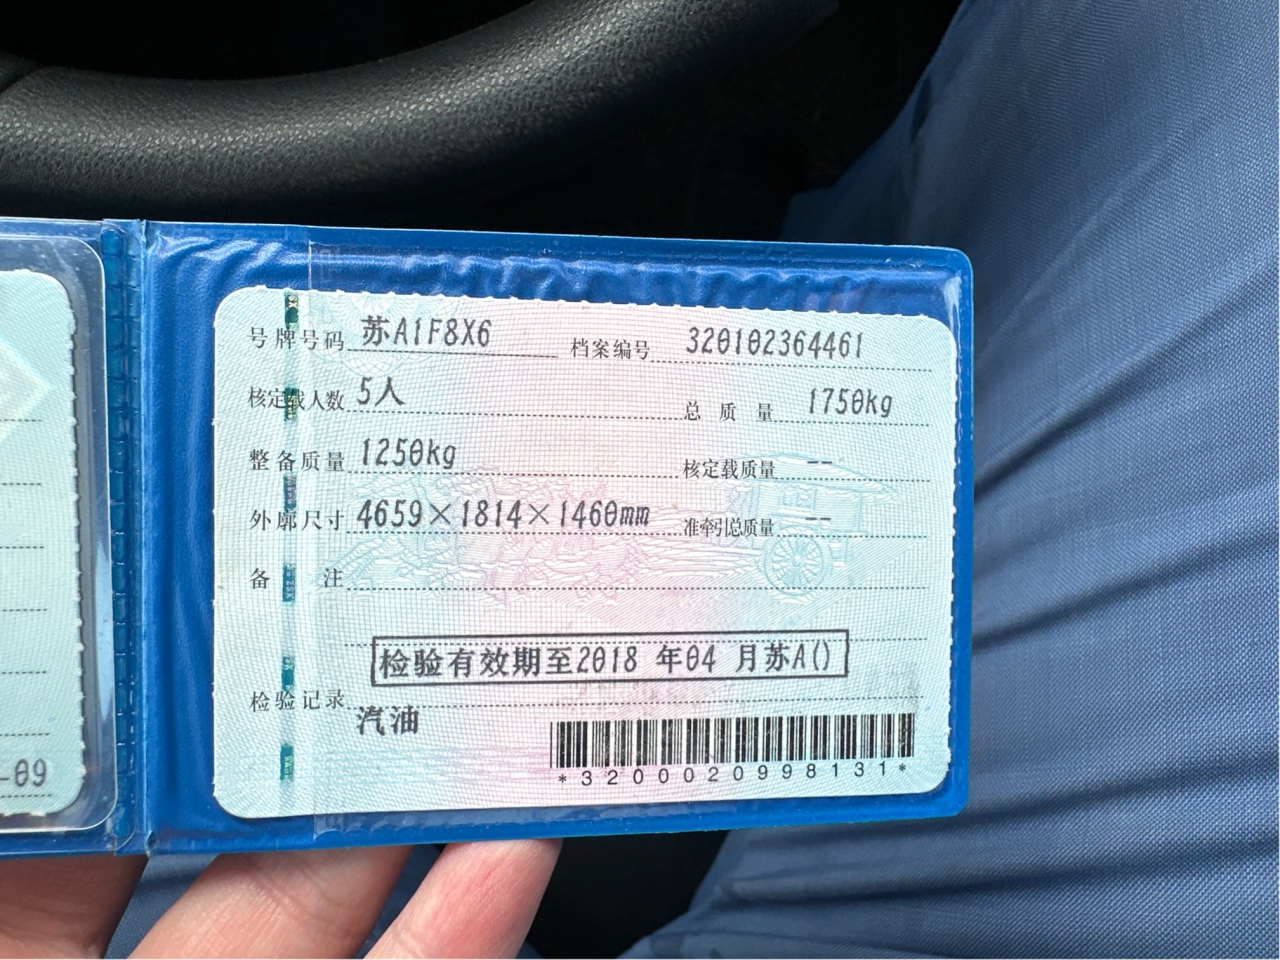 号牌号码 苏A1F8X6 档案编号 320102364461
核定载人数 5人 总质量 1750kg
整备质量 1250kg 核定载质量 --
外廓尺寸 4659×1814×1460mm 准牵引总质量 --
备注
检验有效期至2018 年04 月苏A()
检验记录
汽油
*3200020998131*
-09